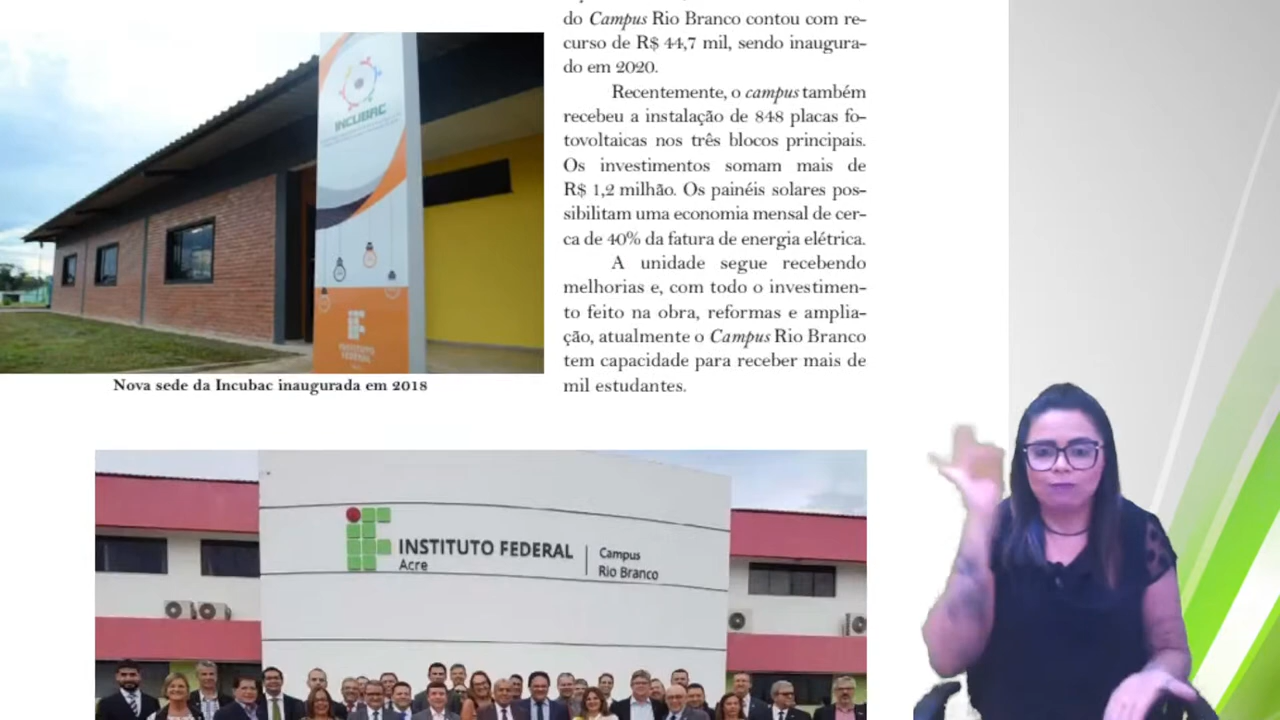 do Campus Rio Branco contou com re-
curso de R$ 44,7 mil, sendo inaugura-
do em 2020.
Recentemente, o campus também
recebeu a instalação de 848 placas fo-
tovoltaicas nos três blocos principais.
Os investimentos somam mais de
R$ 1,2 milhão. Os painéis solares pos-
sibilitam uma economia mensal de cer-
ca de 40% da fatura de energia elétrica.
A unidade segue recebendo
melhorias e, com todo o investimen-
to feito na obra, reformas e amplia-
ção, atualmente o Campus Rio Branco
tem capacidade para receber mais de
mil estudantes.
INCUBAC
INSTITUTO
FEDERAL
Nova sede da Incubac inaugurada em 2018
INSTITUTO FEDERAL
Acre
Campus
Rio Branco